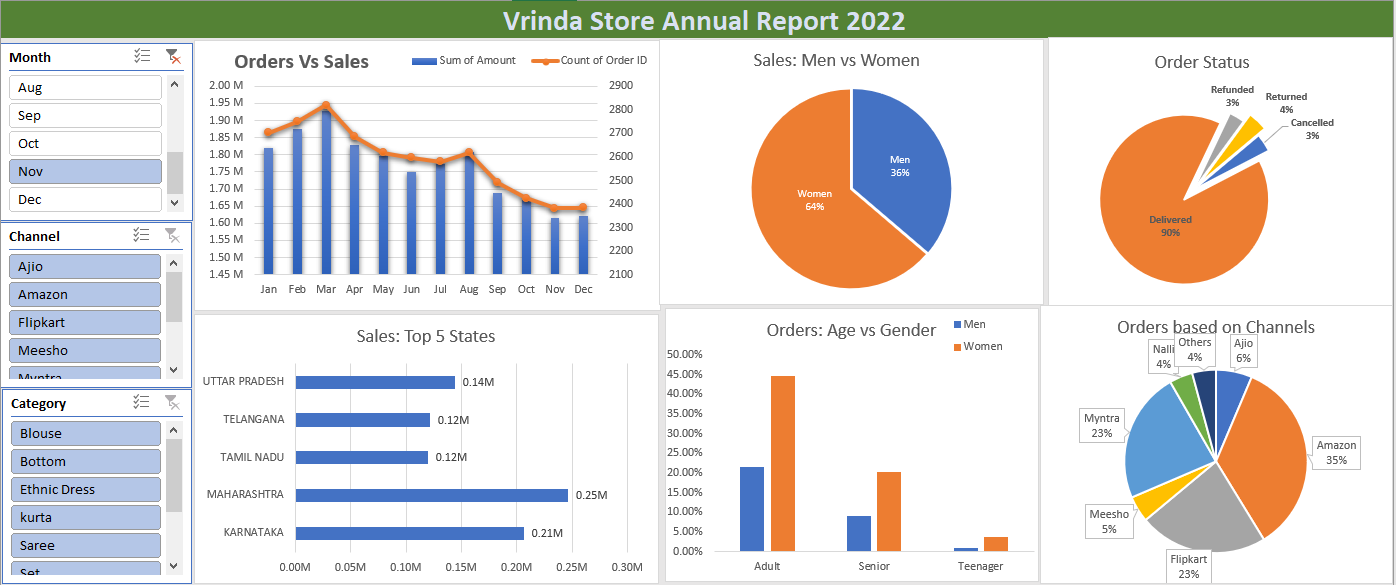 Vrinda Store Annual Report 2022
Month
Aug
Sep
Oct
Nov
Dec
Channel
Ajio
Amazon
Flipkart
Meesho
Myntra
Category
Blouse
Bottom
Ethnic Dress
kurta
Saree
Set
Orders Vs Sales
Sum of Amount
Count of Order ID
2.00 M
1.95 M
1.90 M
1.85 M
1.80 M
1.75 M
1.70 M
1.65 M
1.60 M
1.55 M
1.50 M
1.45 M
2900
2800
2700
2600
2500
2400
2300
2200
2100
Jan Feb Mar Apr May Jun Jul Aug Sep Oct Nov Dec
Sales: Men vs Women
Men
36%
Women
64%
Order Status
Refunded
3%
Returned
4%
Cancelled
3%
Delivered
90%
Sales: Top 5 States
UTTAR PRADESH 0.14M
TELANGANA 0.12M
TAMIL NADU 0.12M
MAHARASHTRA 0.25M
KARNATAKA 0.21M
0.00M 0.05M 0.10M 0.15M 0.20M 0.25M 0.30M
Orders: Age vs Gender
Men
Women
50.00%
45.00%
40.00%
35.00%
30.00%
25.00%
20.00%
15.00%
10.00%
5.00%
0.00%
Adult Senior Teenager
Orders based on Channels
Nalli
4%
Others
4%
Ajio
6%
Myntra
23%
Amazon
35%
Meesho
5%
Flipkart
23%